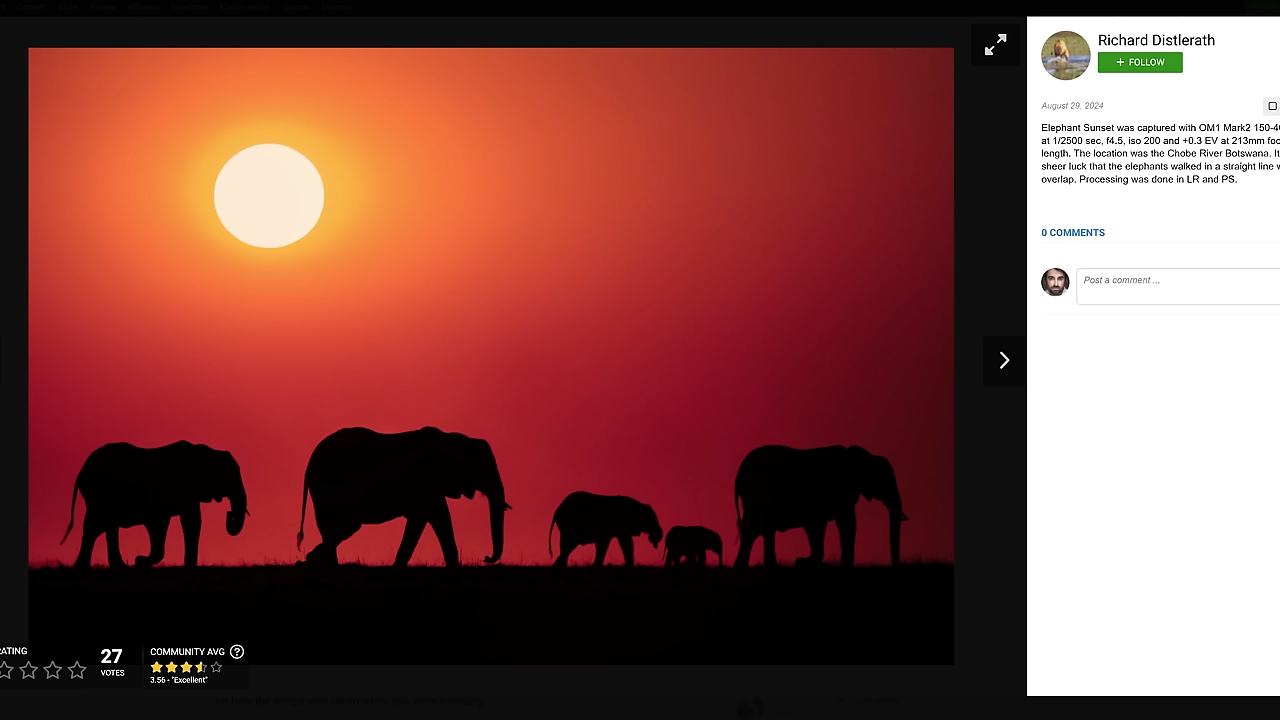 Richard Distlerath
+ FOLLOW
August 29, 2024
Elephant Sunset was captured with OM1 Mark2 150-40
at 1/2500 sec, f4.5, iso 200 and +0.3 EV at 213mm foc
length. The location was the Chobe River Botswana. It
sheer luck that the elephants walked in a straight line w
overlap. Processing was done in LR and PS.
0 COMMENTS
Post a comment ...
RATING
27
VOTES
COMMUNITY AVG ?
3.56 - "Excellent"